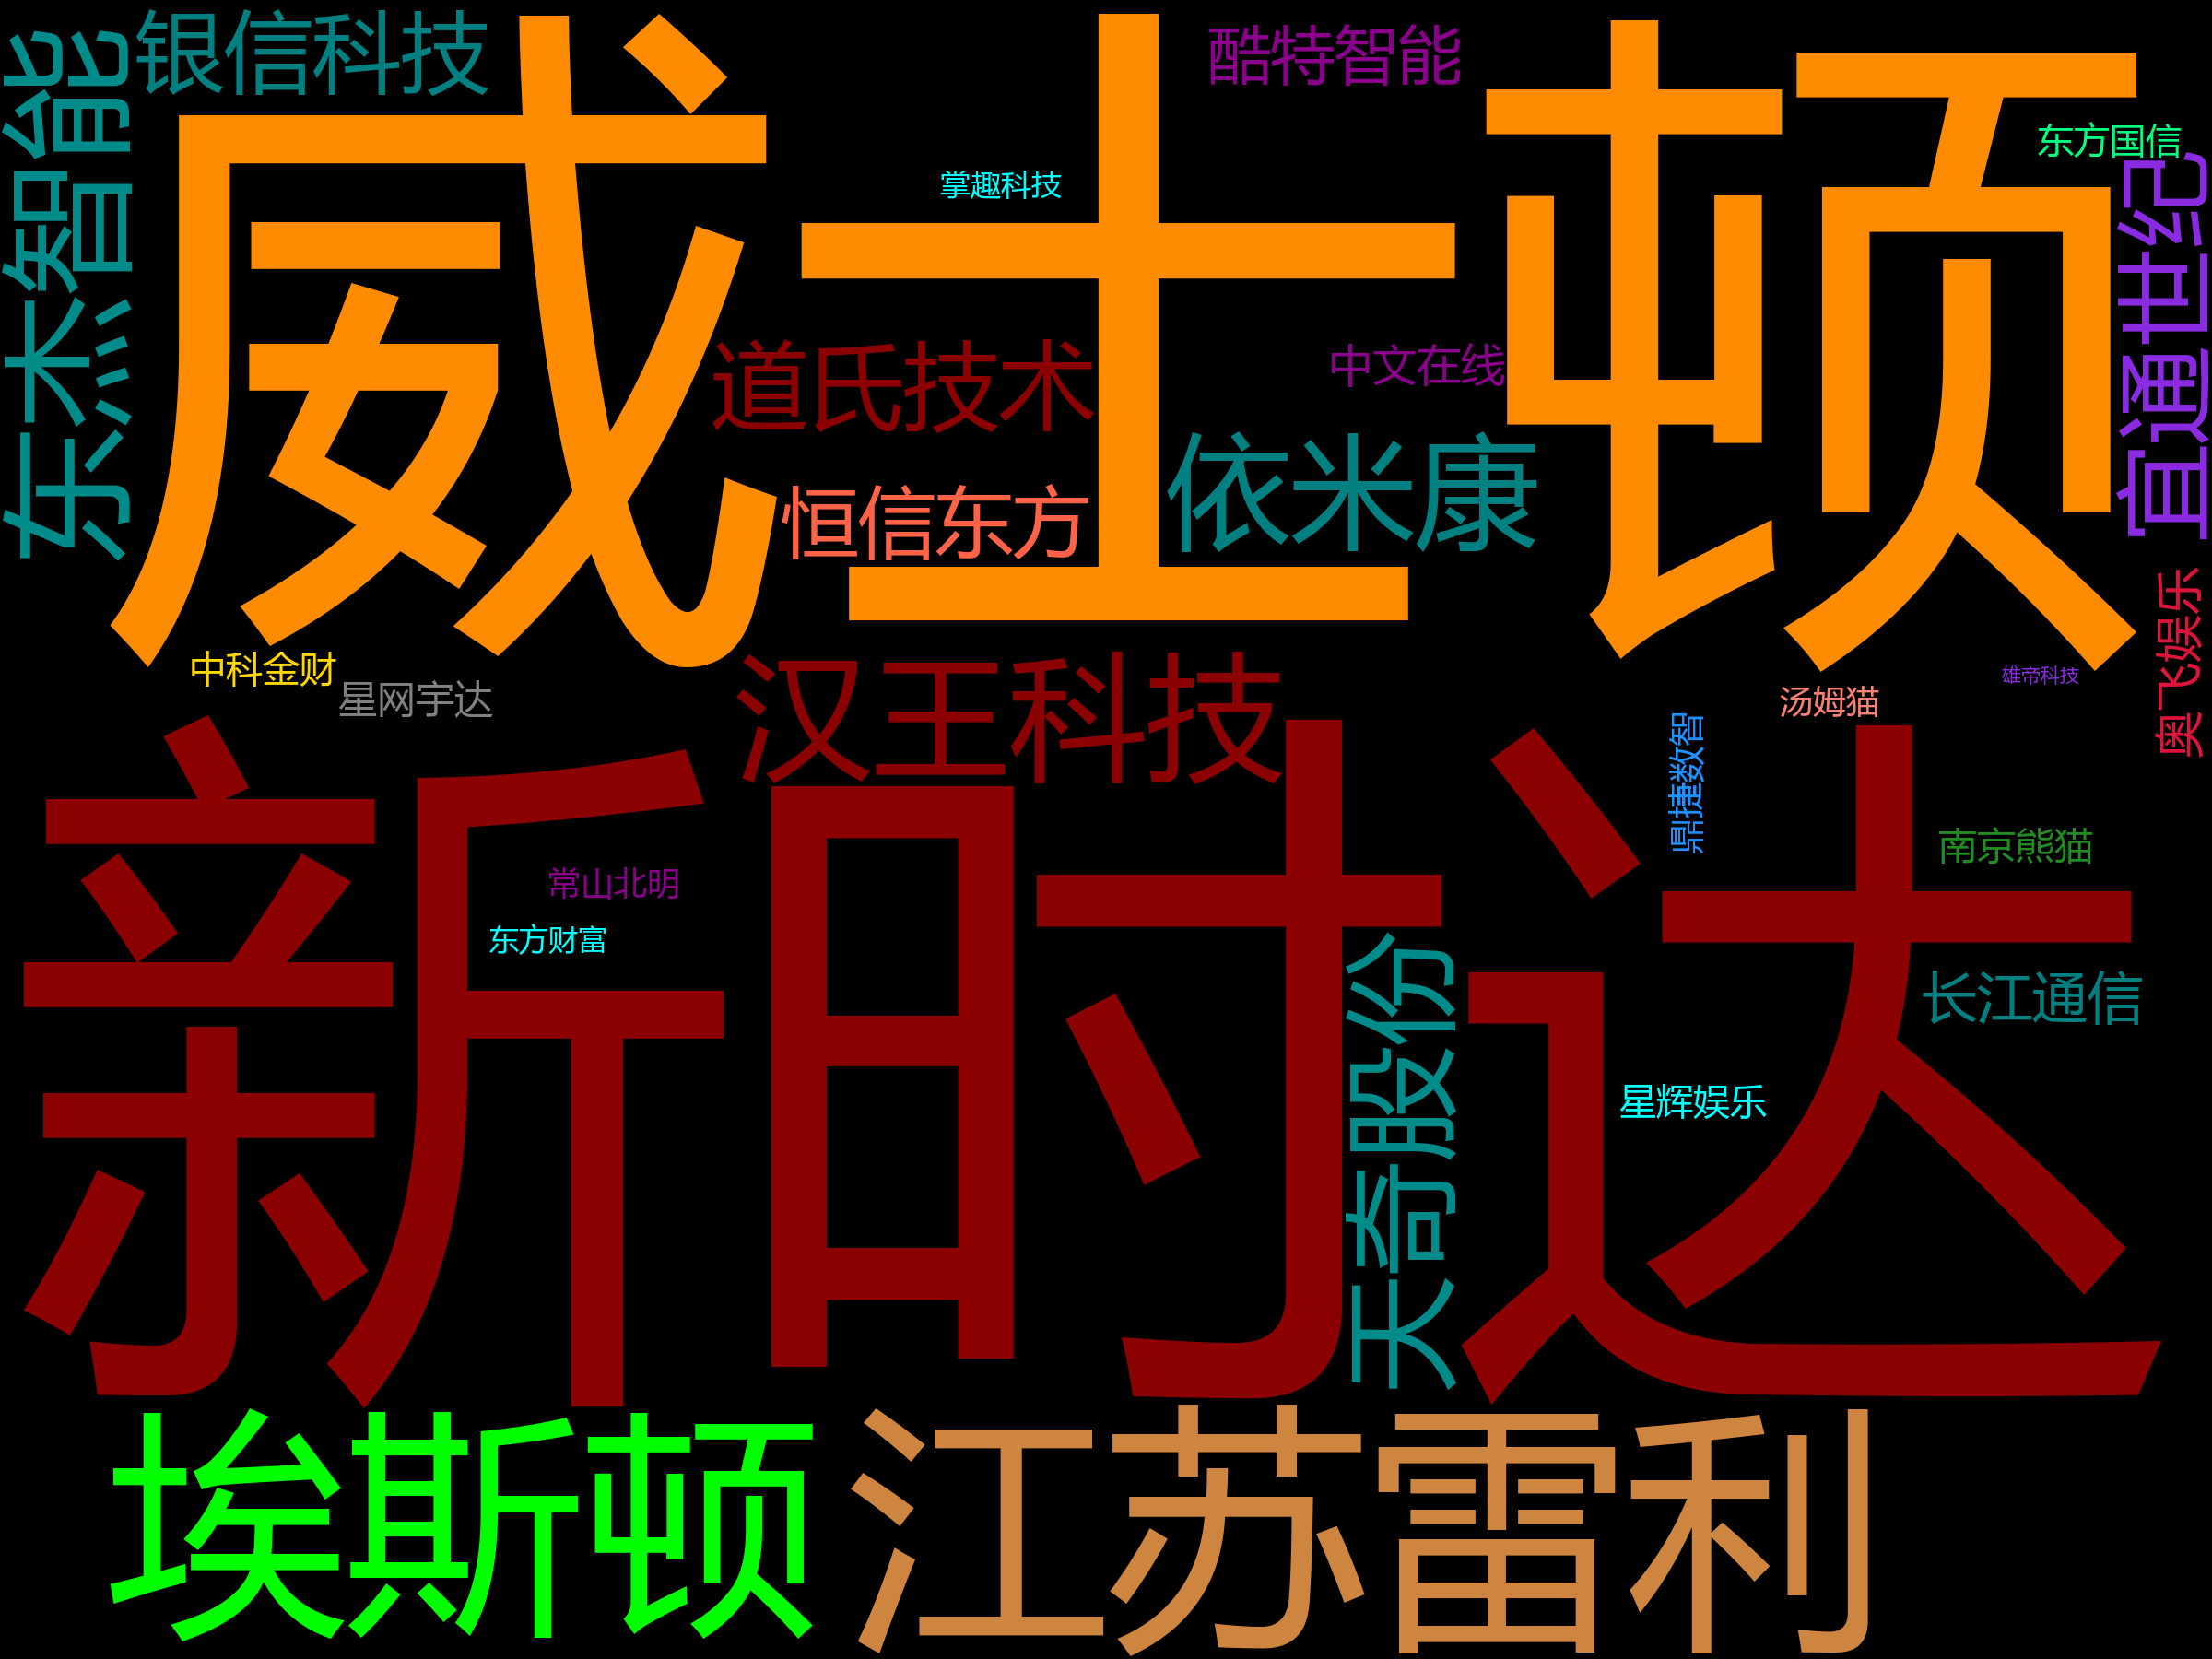 银信科技
酷特智能
威士顿
东方国信
掌趣科技
东杰智能
宜通世纪
道氏技术
中文在线
依米康
恒信东方
奥飞娱乐
中科金财
星网宇达
汉王科技
雄帝科技
汤姆猫
鼎捷数智
新时达
南京熊猫
常山北明
东方财富
天奇股份
长江通信
星辉娱乐
埃斯顿
江苏雷利